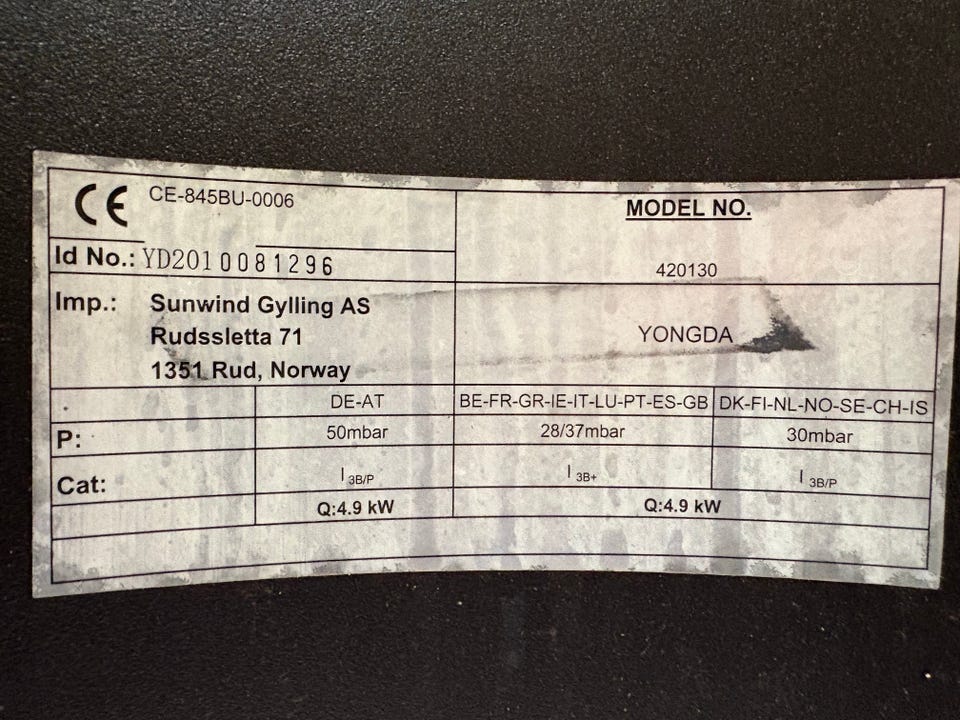 CE CE-845BU-0006
MODEL NO.
Id No.: YD2010081296
420130
Imp.: Sunwind Gylling AS
Rudssletta 71
1351 Rud, Norway
YONGDA
DE-AT BE-FR-GR-IE-IT-LU-PT-ES-GB DK-FI-NL-NO-SE-CH-IS
P: 50mbar 28/37mbar 30mbar
Cat: I 3B/P I 3B+ I 3B/P
Q:4.9 kW Q:4.9 kW